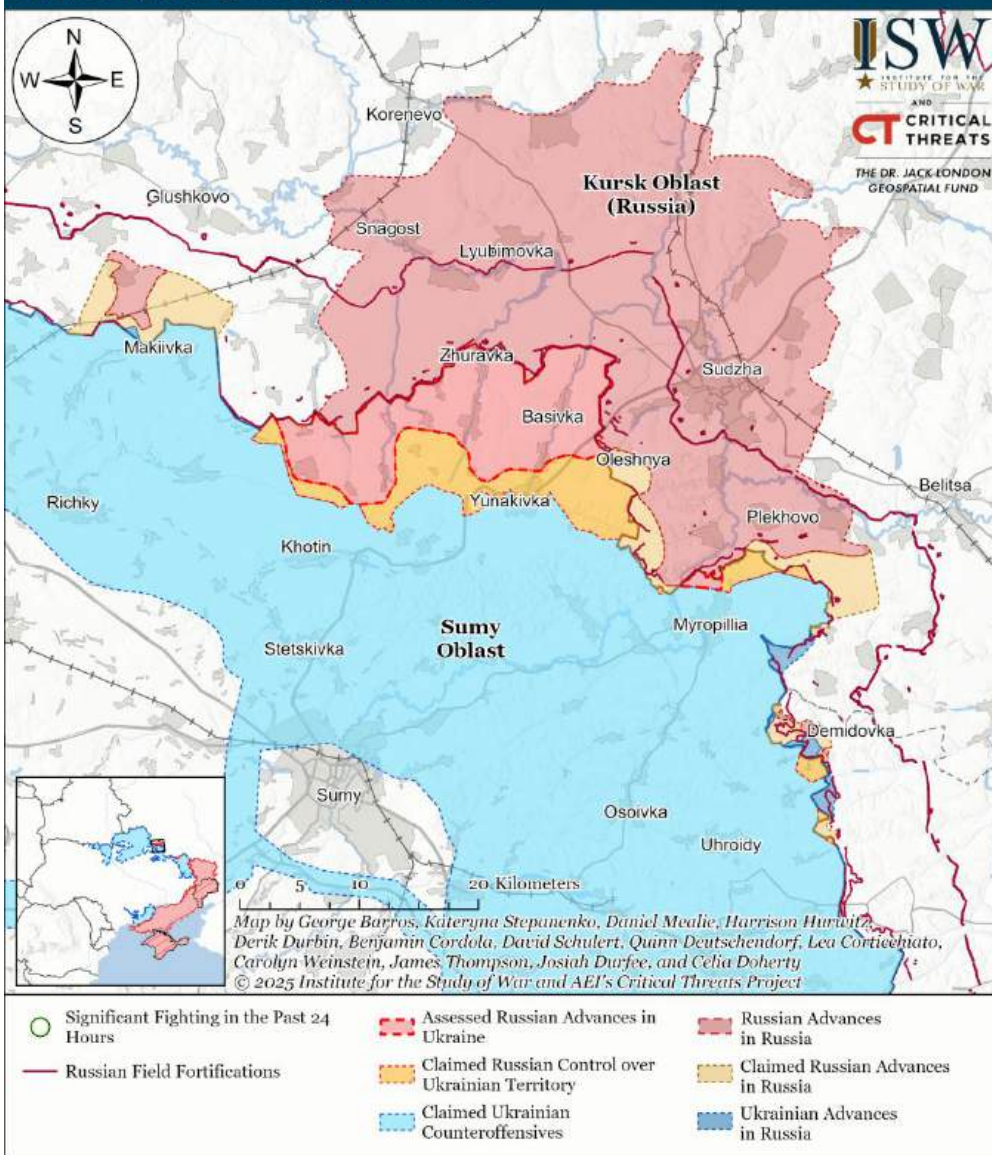 N
W E
S
ISW
INSTITUTE FOR THE
STUDY OF WAR
AND
CT CRITICAL
THREATS
THE DR. JACK LONDON
GEOSPATIAL FUND
Korenevo
Kursk Oblast
(Russia)
Glushkovo
Snagost
Lyubimovka
Makiivka
Zhuravka
Sudzha
Basivka
Oleshnya
Belitsa
Richky
Yunakivka
Plekhovo
Khotin
Myropillia
Sumy
Oblast
Stetskivka
Demidovka
Sumy
Osoivka
Uhroidy
0 5 10 20 Kilometers
Map by George Barros, Kateryna Stepanenko, Daniel Mealie, Harrison Hurwitz,
Derik Durbin, Benjamin Cordola, David Schulert, Quinn Deutschendorf, Lea Corticchiato,
Carolyn Weinstein, James Thompson, Josiah Durfee, and Celia Doherty
© 2025 Institute for the Study of War and AEI's Critical Threats Project
Significant Fighting in the Past 24
Hours
Russian Field Fortifications
Assessed Russian Advances in
Ukraine
Claimed Russian Control over
Ukrainian Territory
Claimed Ukrainian
Counteroffensives
Russian Advances
in Russia
Claimed Russian Advances
in Russia
Ukrainian Advances
in Russia